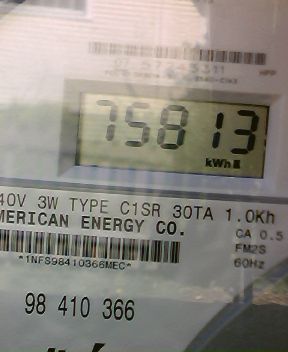 HPP
75813
kWh
40V 3W TYPE C1SR 30TA 1.0Kh
MERICAN ENERGY CO.
CA 0.5
FM2S
60Hz
*1NFS98410366MEC*
98 410 366